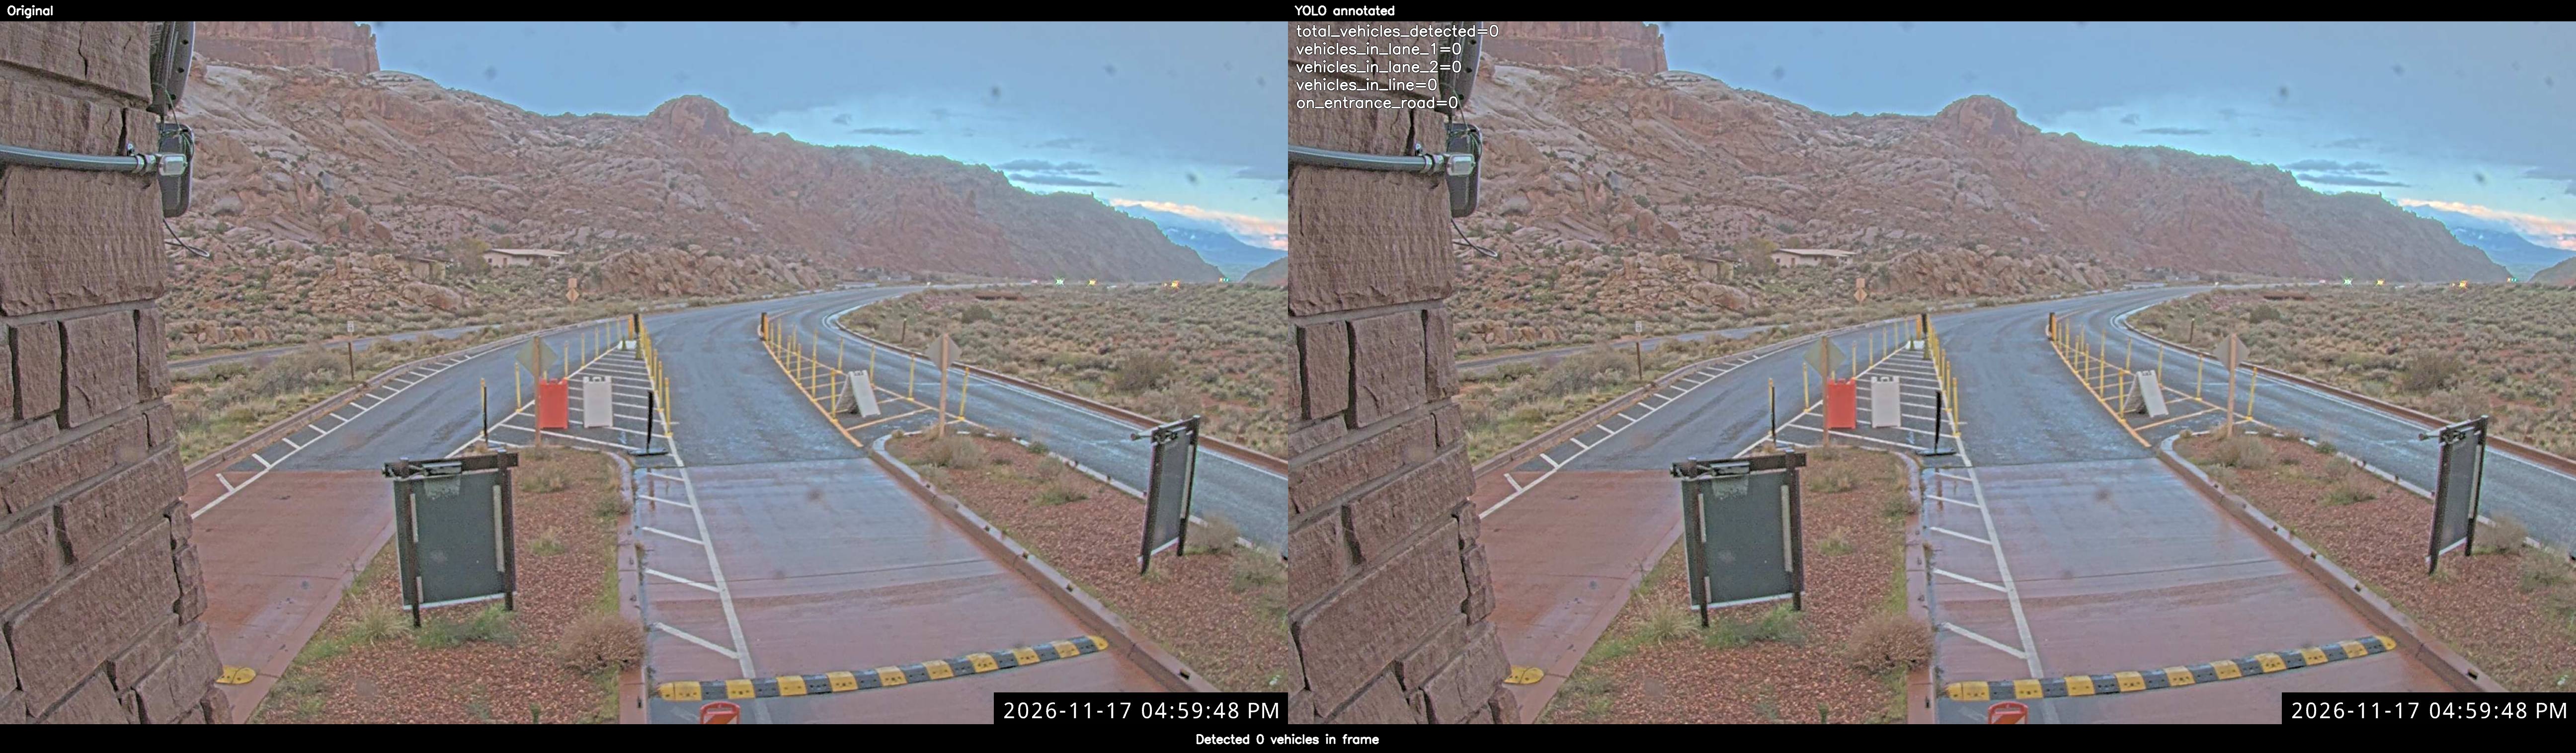 Original
YOLO annotated
total_vehicles_detected=0
vehicles_in_lane_1=0
vehicles_in_lane_2=0
vehicles_in_line=0
on_entrance_road=0
2026-11-17 04:59:48 PM
2026-11-17 04:59:48 PM
Detected 0 vehicles in frame